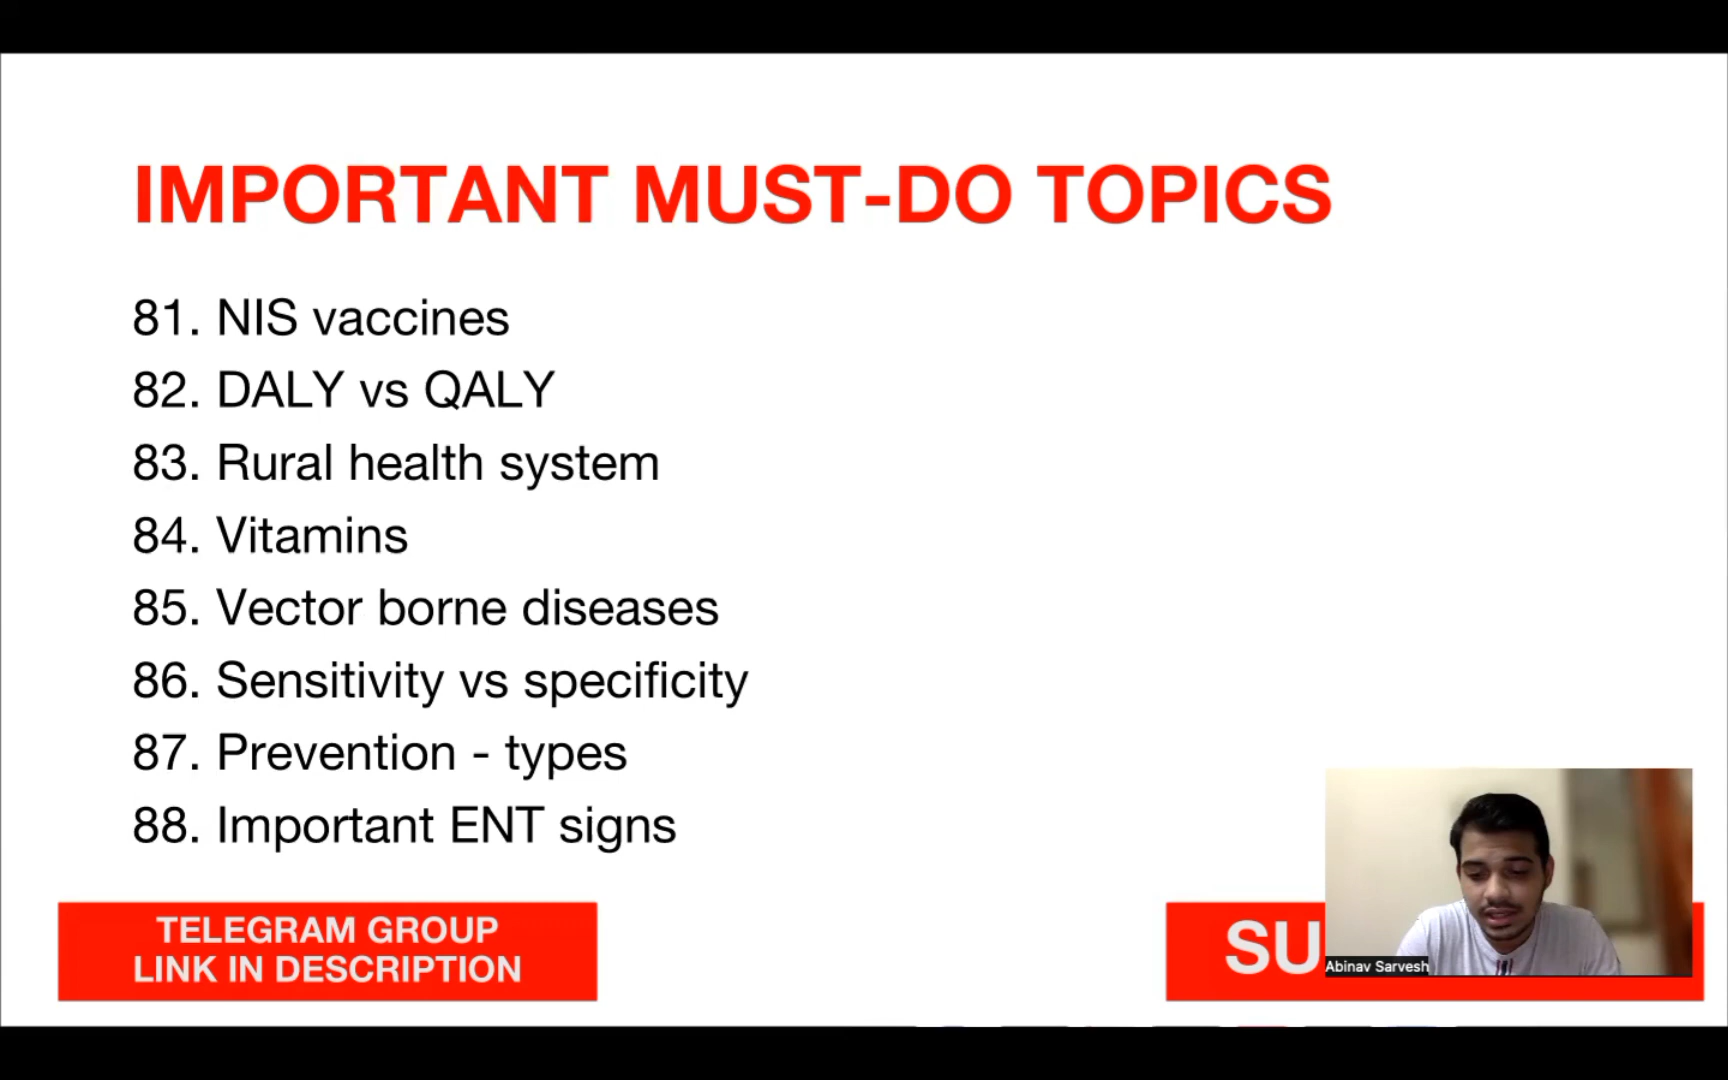 IMPORTANT MUST-DO TOPICS
81. NIS vaccines
82. DALY vs QALY
83. Rural health system
84. Vitamins
85. Vector borne diseases
86. Sensitivity vs specificity
87. Prevention - types
88. Important ENT signs
TELEGRAM GROUP
LINK IN DESCRIPTION
SU
Abinav Sarvesh